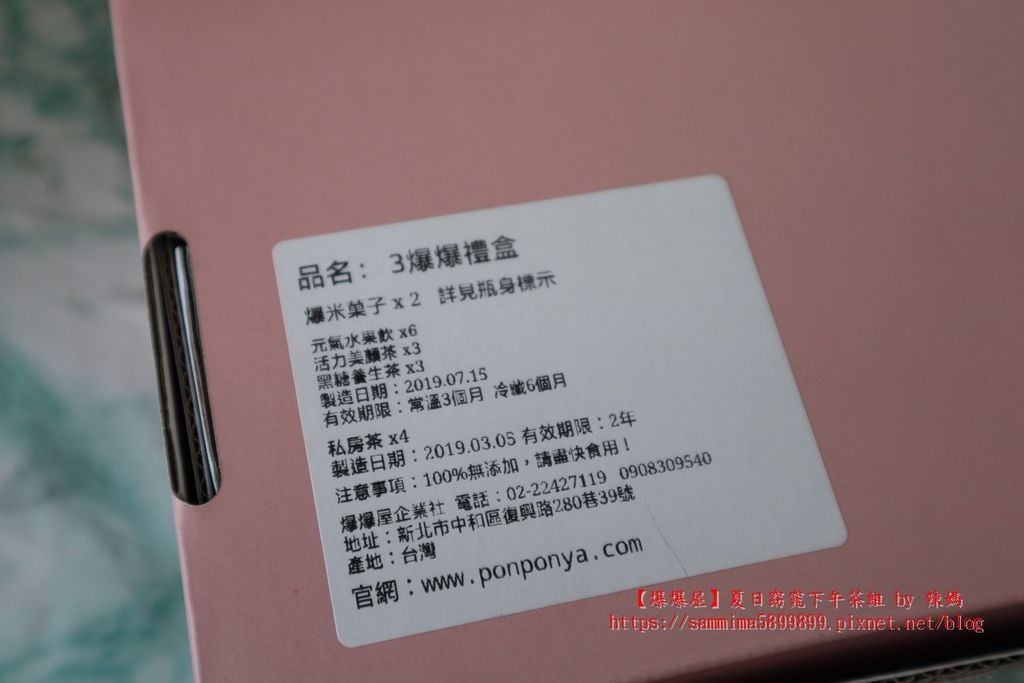 品名： 3爆爆禮盒
爆米菓子 x 2 詳見瓶身標示
元氣水果飲 x6
活力美顏茶 x3
黑糖養生茶 x3
製造日期：2019.07.15
有效期限：常溫3個月 冷藏6個月
私房茶 x4
製造日期：2019.03.05 有效期限：2年
注意事項：100%無添加，請盡快食用！
爆爆屋企業社 電話：02-22427119 0908309540
地址：新北市中和區復興路280巷39號
產地：台灣
官網：www.ponponya.com
【爆爆屋】夏日窈窕下午茶組 by 辣媽
https://sammima5899899.pixnet.net/blog